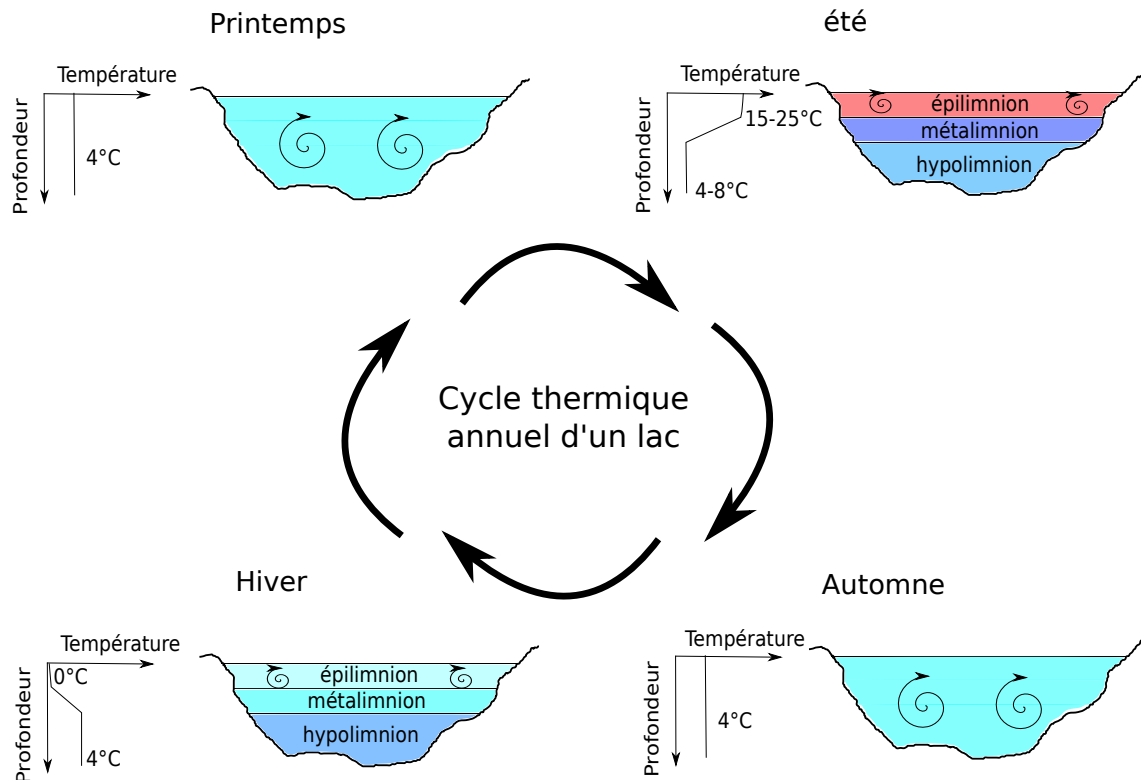 Printemps
Température
Profondeur
4°C
été
Température
Profondeur
15-25°C
4-8°C
épilimnion
métalimnion
hypolimnion
Cycle thermique
annuel d'un lac
Hiver
Température
Profondeur
0°C
4°C
épilimnion
métalimnion
hypolimnion
Automne
Température
Profondeur
4°C